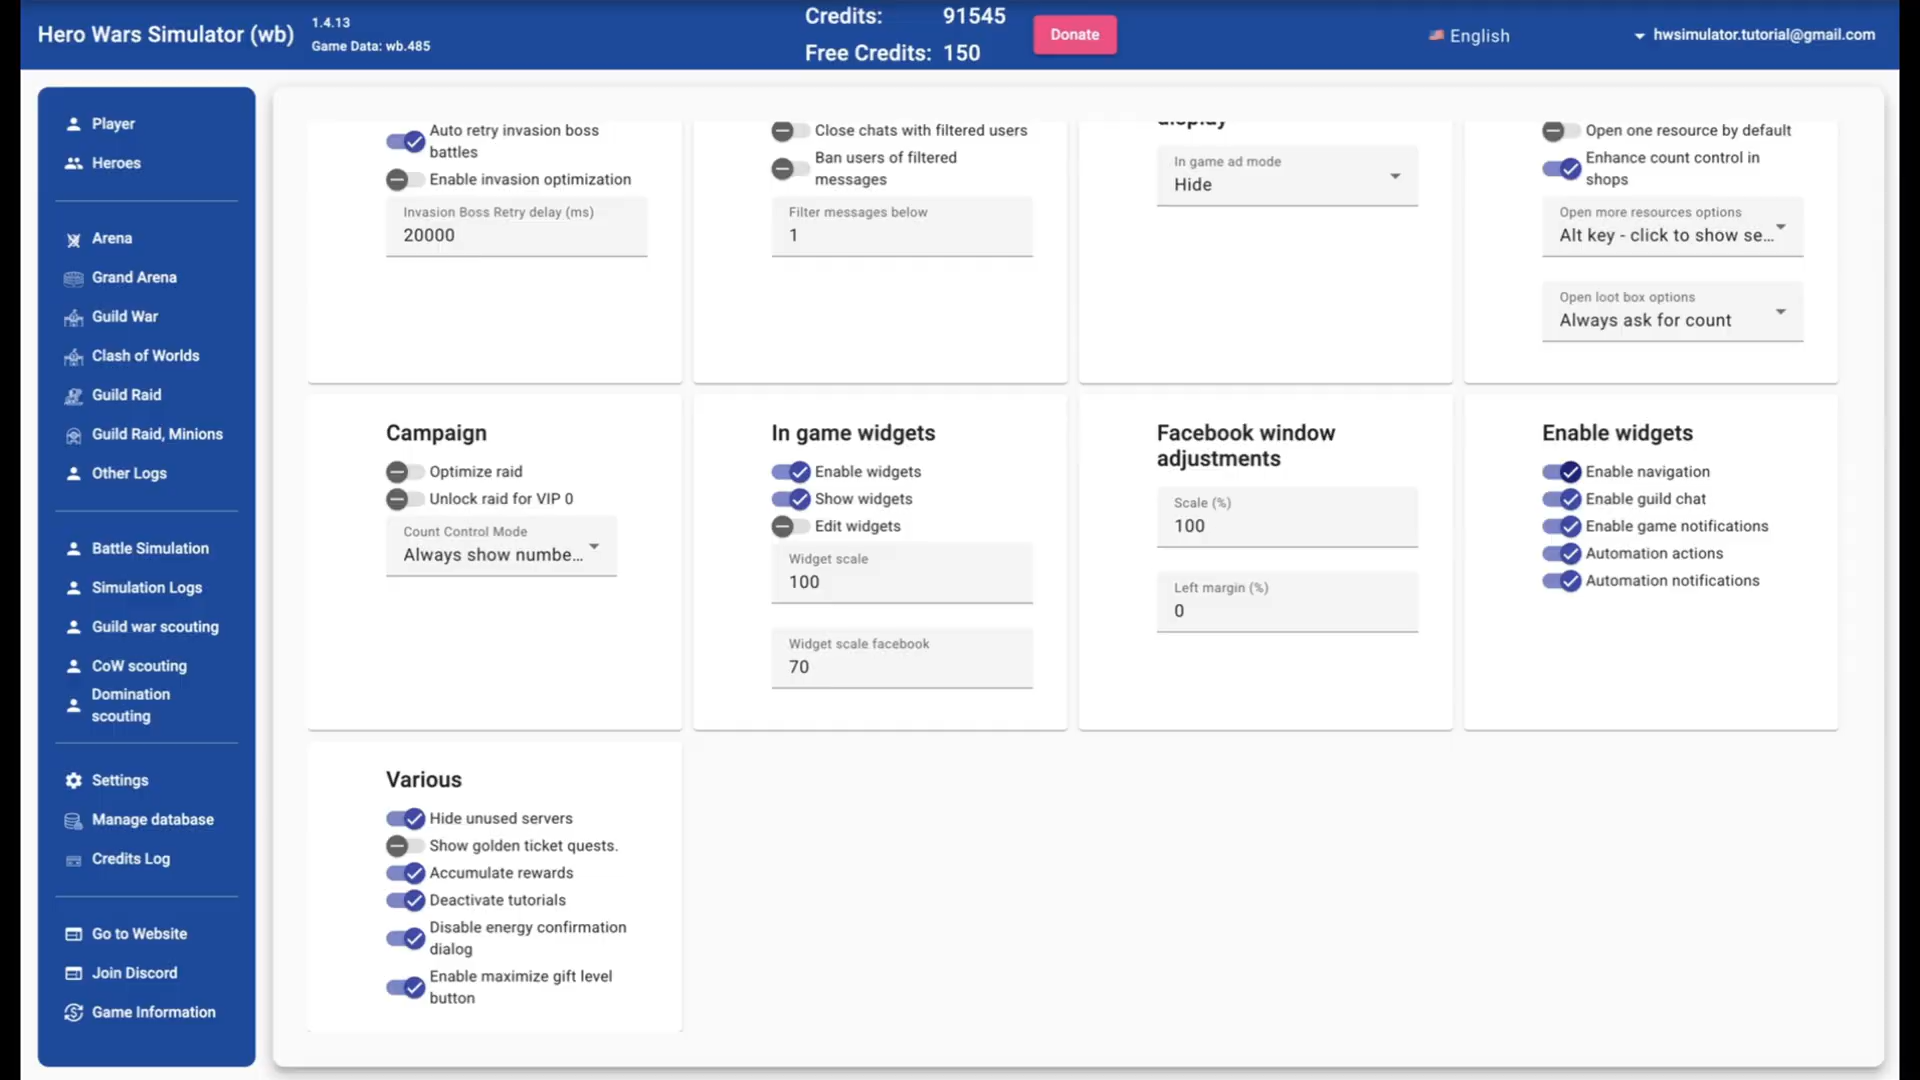 Hero Wars Simulator (wb)
1.4.13
Game Data: wb.485
Credits: 91545
Free Credits: 150
Donate
English
hwsimulator.tutorial@gmail.com
Player
Heroes
Arena
Grand Arena
Guild War
Clash of Worlds
Guild Raid
Guild Raid, Minions
Other Logs
Battle Simulation
Simulation Logs
Guild war scouting
CoW scouting
Domination
scouting
Settings
Manage database
Credits Log
Go to Website
Join Discord
Game Information
Auto retry invasion boss
battles
Enable invasion optimization
Invasion Boss Retry delay (ms)
20000
Close chats with filtered users
Ban users of filtered
messages
Filter messages below
1
display
In game ad mode
Hide
Open one resource by default
Enhance count control in
shops
Open more resources options
Alt key - click to show se...
Open loot box options
Always ask for count
Campaign
Optimize raid
Unlock raid for VIP 0
Count Control Mode
Always show numbe...
In game widgets
Enable widgets
Show widgets
Edit widgets
Widget scale
100
Widget scale facebook
70
Facebook window
adjustments
Scale (%)
100
Left margin (%)
0
Enable widgets
Enable navigation
Enable guild chat
Enable game notifications
Automation actions
Automation notifications
Various
Hide unused servers
Show golden ticket quests.
Accumulate rewards
Deactivate tutorials
Disable energy confirmation
dialog
Enable maximize gift level
button